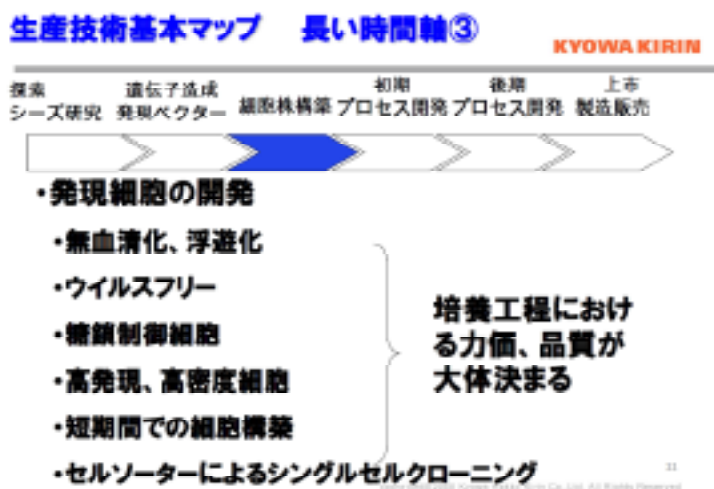 生産技術基本マップ　長い時間軸③
KYOWA KIRIN
探索
シーズ研究
遺伝子造成
発現ベクター
細胞株構築
初期
プロセス開発
後期
プロセス開発
上市
製造販売
・発現細胞の開発
・無血清化、浮遊化
・ウイルスフリー
・糖鎖制御細胞
・高発現、高密度細胞
・短期間での細胞構築
・セルソーターによるシングルセルクローニング
培養工程におけ
る力価、品質が
大体決まる